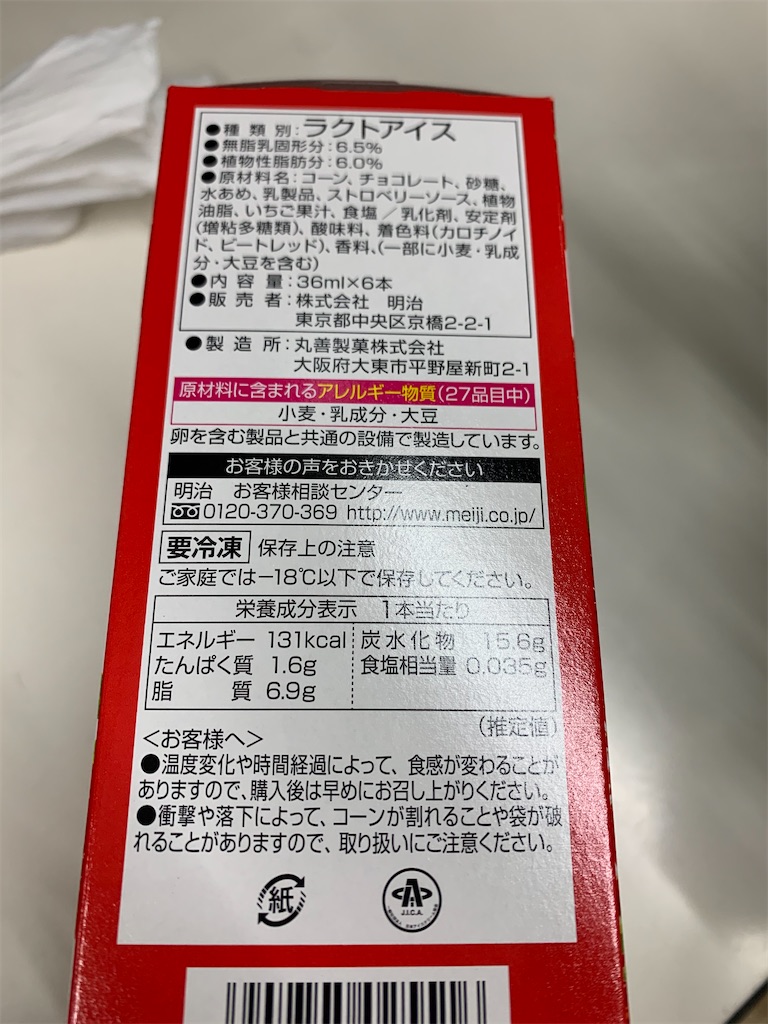 ●種類別:ラクトアイス
●無脂乳固形分:6.5%
●植物性脂肪分:6.0%
●原材料名:コーン、チョコレート、砂糖、
水あめ、乳製品、ストロベリーソース、植物
油脂、いちご果汁、食塩/乳化剤、安定剤
(増粘多糖類)、酸味料、着色料(カロチノイ
ド、ビートレッド)、香料、(一部に小麦・乳成
分・大豆を含む)
●内容量:36ml×6本
●販売者:株式会社 明治
東京都中央区京橋2-2-1
●製造所:丸善製菓株式会社
大阪府大東市平野屋新町2-1
原材料に含まれるアレルギー物質(27品目中)
小麦・乳成分・大豆
卵を含む製品と共通の設備で製造しています。
お客様の声をおきかせください
明治 お客様相談センター
0120-370-369 http://www.meiji.co.jp/
要冷凍 保存上の注意
ご家庭では-18℃以下で保存してください。
栄養成分表示 1本当たり
エネルギー 131kcal 炭水化物 15.6g
たんぱく質 1.6g 食塩相当量 0.035g
脂質 6.9g
(推定値)
<お客様へ>
●温度変化や時間経過によって、食感が変わることが
ありますので、購入後は早めにお召し上がりください。
●衝撃や落下によって、コーンが割れることや袋が破
れることがありますので、取り扱いにご注意ください。
紙
J.I.C.A.